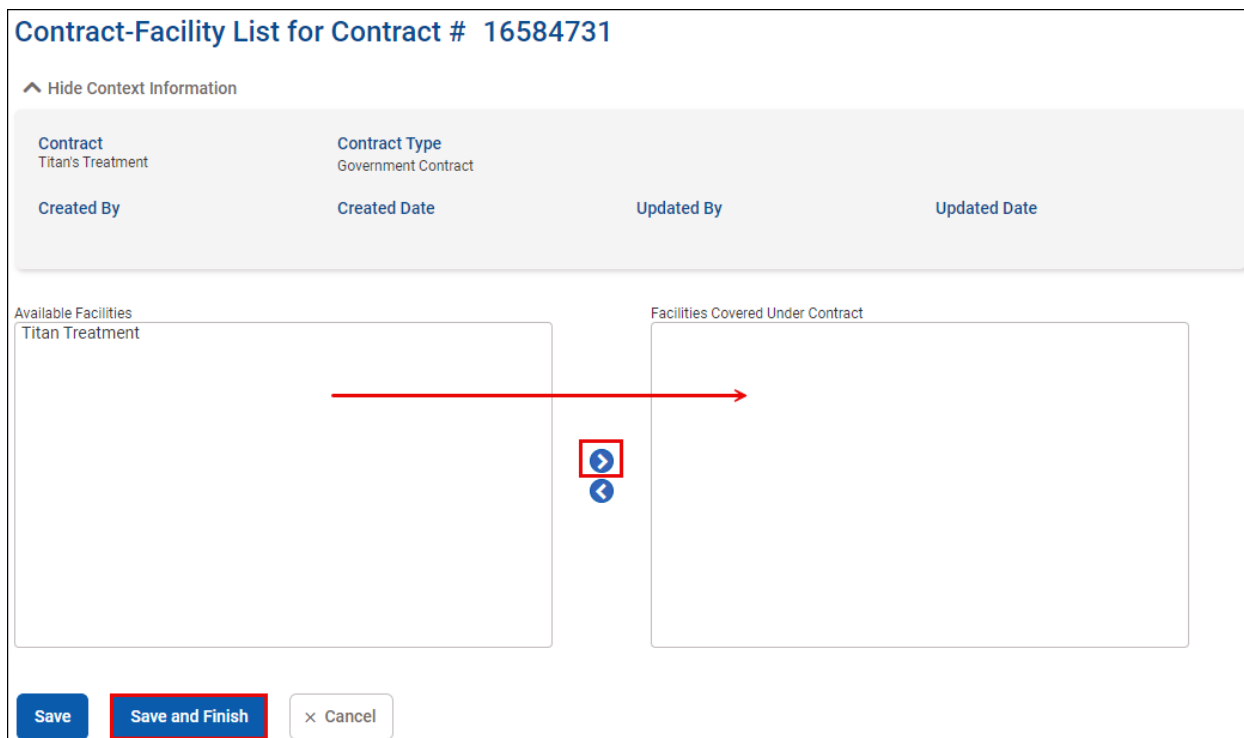 Contract-Facility List for Contract # 16584731
Hide Context Information
Contract Contract Type
Titan's Treatment Government Contract
Created By Created Date Updated By Updated Date
Available Facilities Facilities Covered Under Contract
Titan Treatment
Save Save and Finish × Cancel